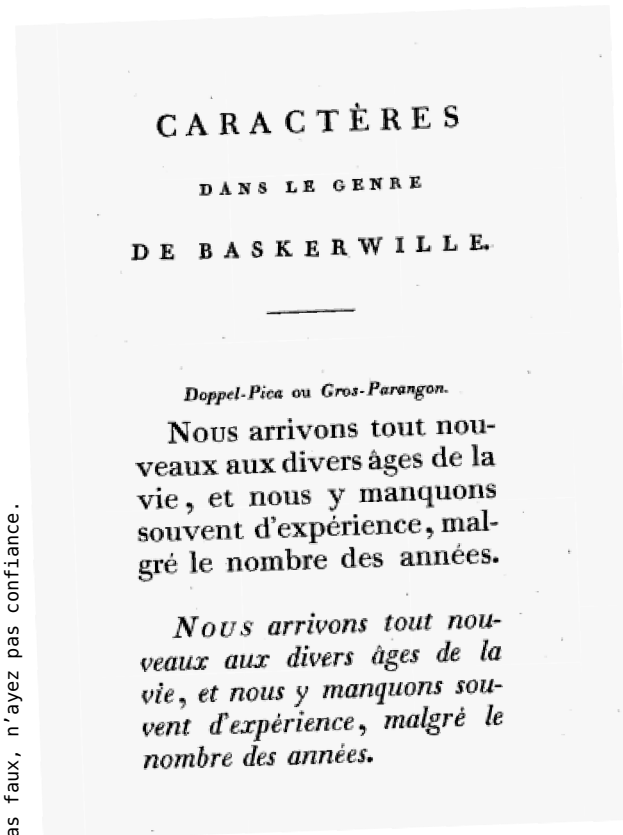 CARACTÈRES
DANS LE GENRE
DE BASKERWILLE.
Doppel-Pica ou Gros-Parangon.
Nous arrivons tout nou-
veaux aux divers âges de la
vie, et nous y manquons
souvent d'expérience, mal-
gré le nombre des années.
Nous arrivons tout nou-
veaux aux divers âges de la
vie, et nous y manquons sou-
vent d'expérience, malgré le
nombre des années.
faux, n'ayez pas confiance.